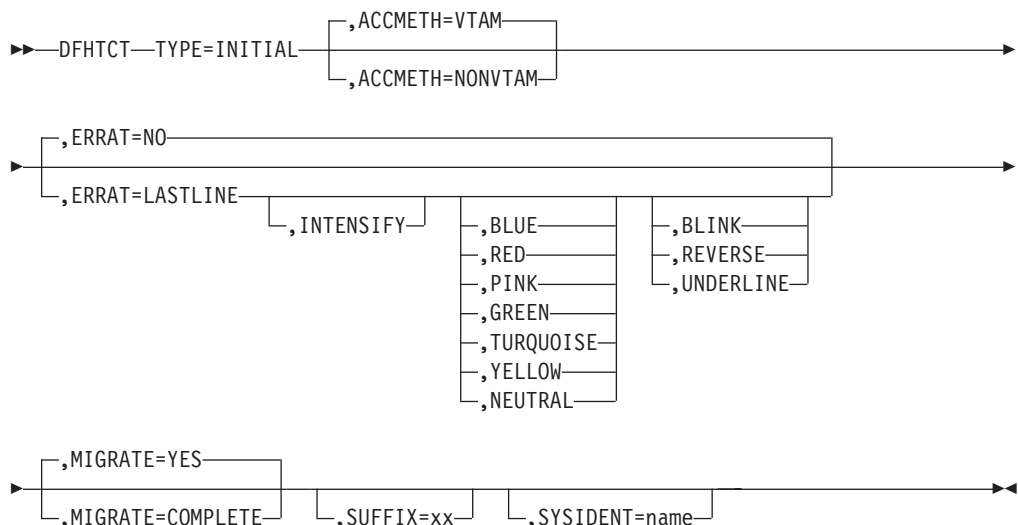 ,ACCMETH=VTAM
DFHTCT TYPE=INITIAL
,ACCMETH=NONVTAM
,ERRAT=NO
,ERRAT=LASTLINE
,INTENSIFY ,BLUE ,BLINK
,RED ,REVERSE
,PINK ,UNDERLINE
,GREEN
,TURQUOISE
,YELLOW
,NEUTRAL
,MIGRATE=YES
,MIGRATE=COMPLETE ,SUFFIX=xx ,SYSIDENT=name